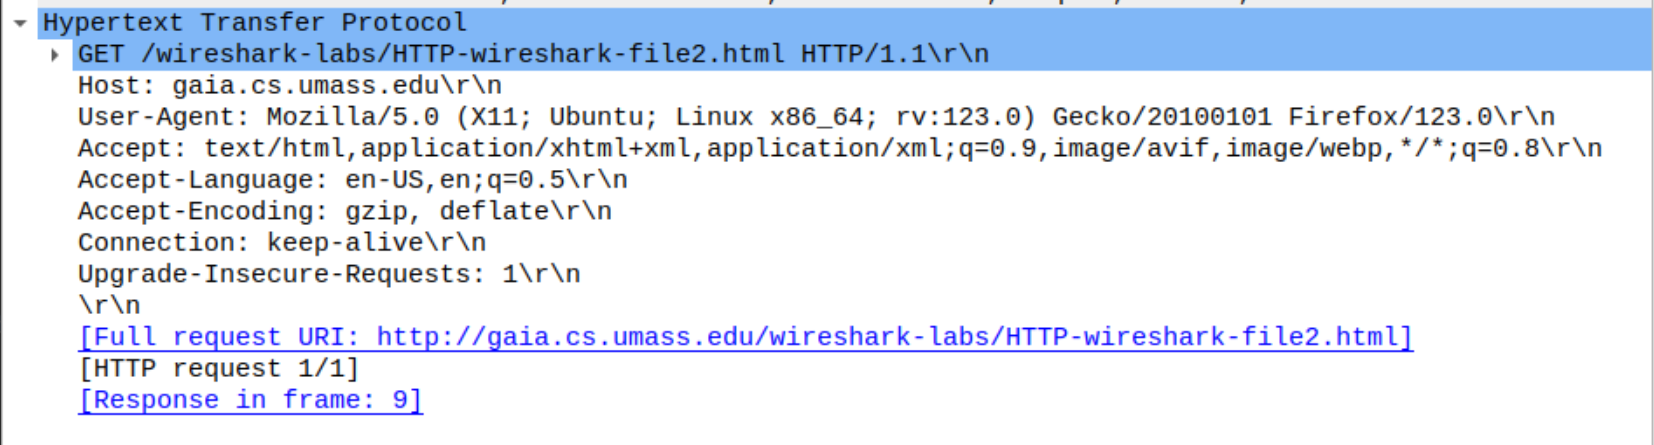 Hypertext Transfer Protocol
GET /wireshark-labs/HTTP-wireshark-file2.html HTTP/1.1\r\n
Host: gaia.cs.umass.edu\r\n
User-Agent: Mozilla/5.0 (X11; Ubuntu; Linux x86_64; rv:123.0) Gecko/20100101 Firefox/123.0\r\n
Accept: text/html,application/xhtml+xml,application/xml;q=0.9,image/avif,image/webp,*/*;q=0.8\r\n
Accept-Language: en-US,en;q=0.5\r\n
Accept-Encoding: gzip, deflate\r\n
Connection: keep-alive\r\n
Upgrade-Insecure-Requests: 1\r\n
\r\n
[Full request URI: http://gaia.cs.umass.edu/wireshark-labs/HTTP-wireshark-file2.html]
[HTTP request 1/1]
[Response in frame: 9]